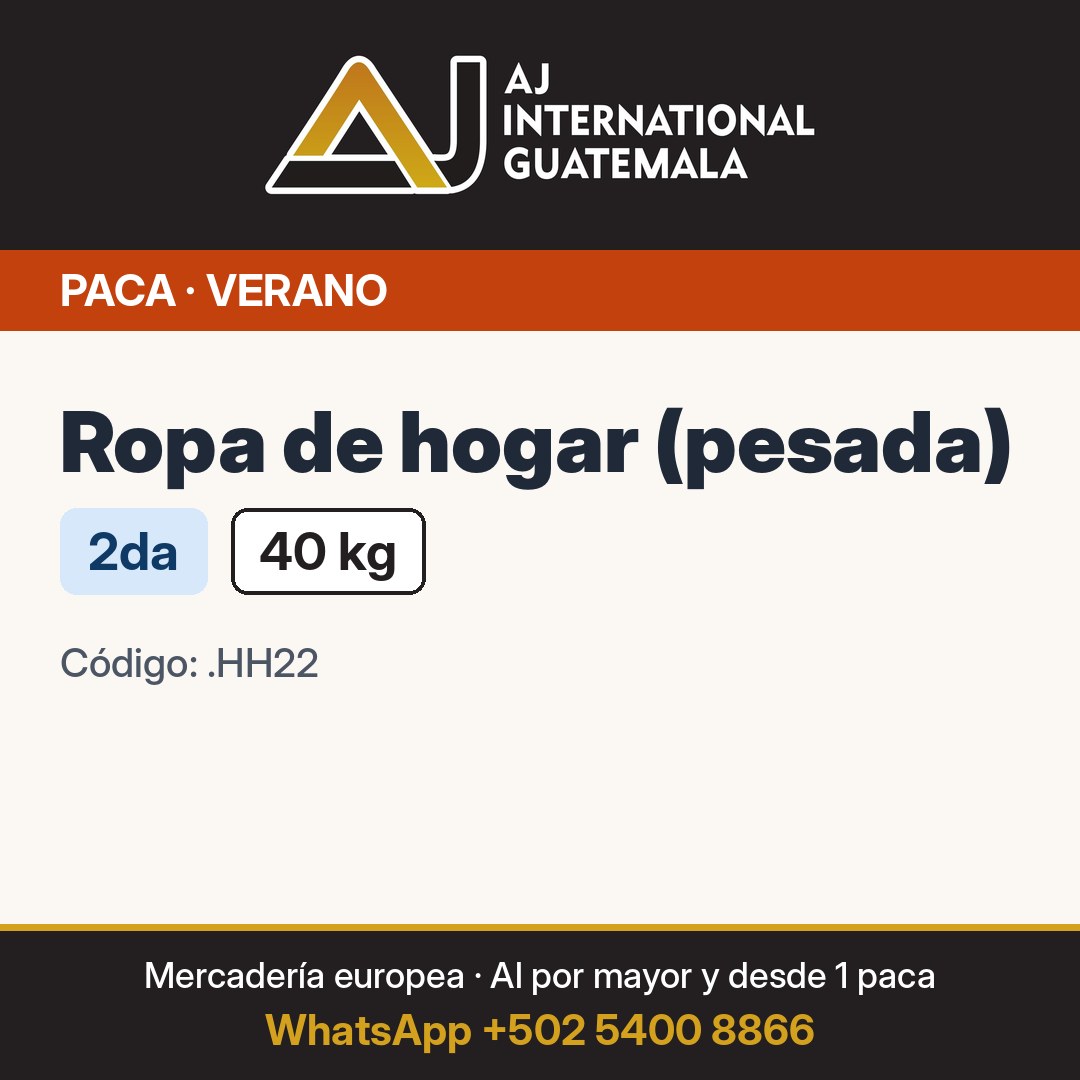 AJ
AJ
INTERNATIONAL
GUATEMALA
PACA · VERANO
Ropa de hogar (pesada)
2da
40 kg
Código: .HH22
Mercadería europea · Al por mayor y desde 1 paca
WhatsApp +502 5400 8866